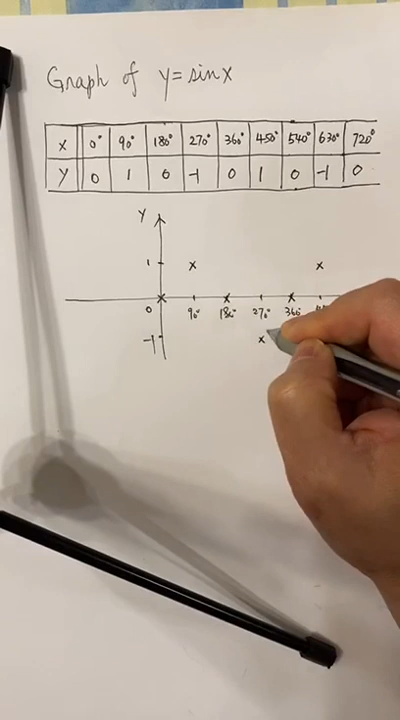 Graph of y=sinx
X 0° 90° 180° 270° 360° 450° 540° 630° 720°
Y 0 1 0 -1 0 1 0 -1 0
Y
1
0 90° 180° 270° 360°
-1